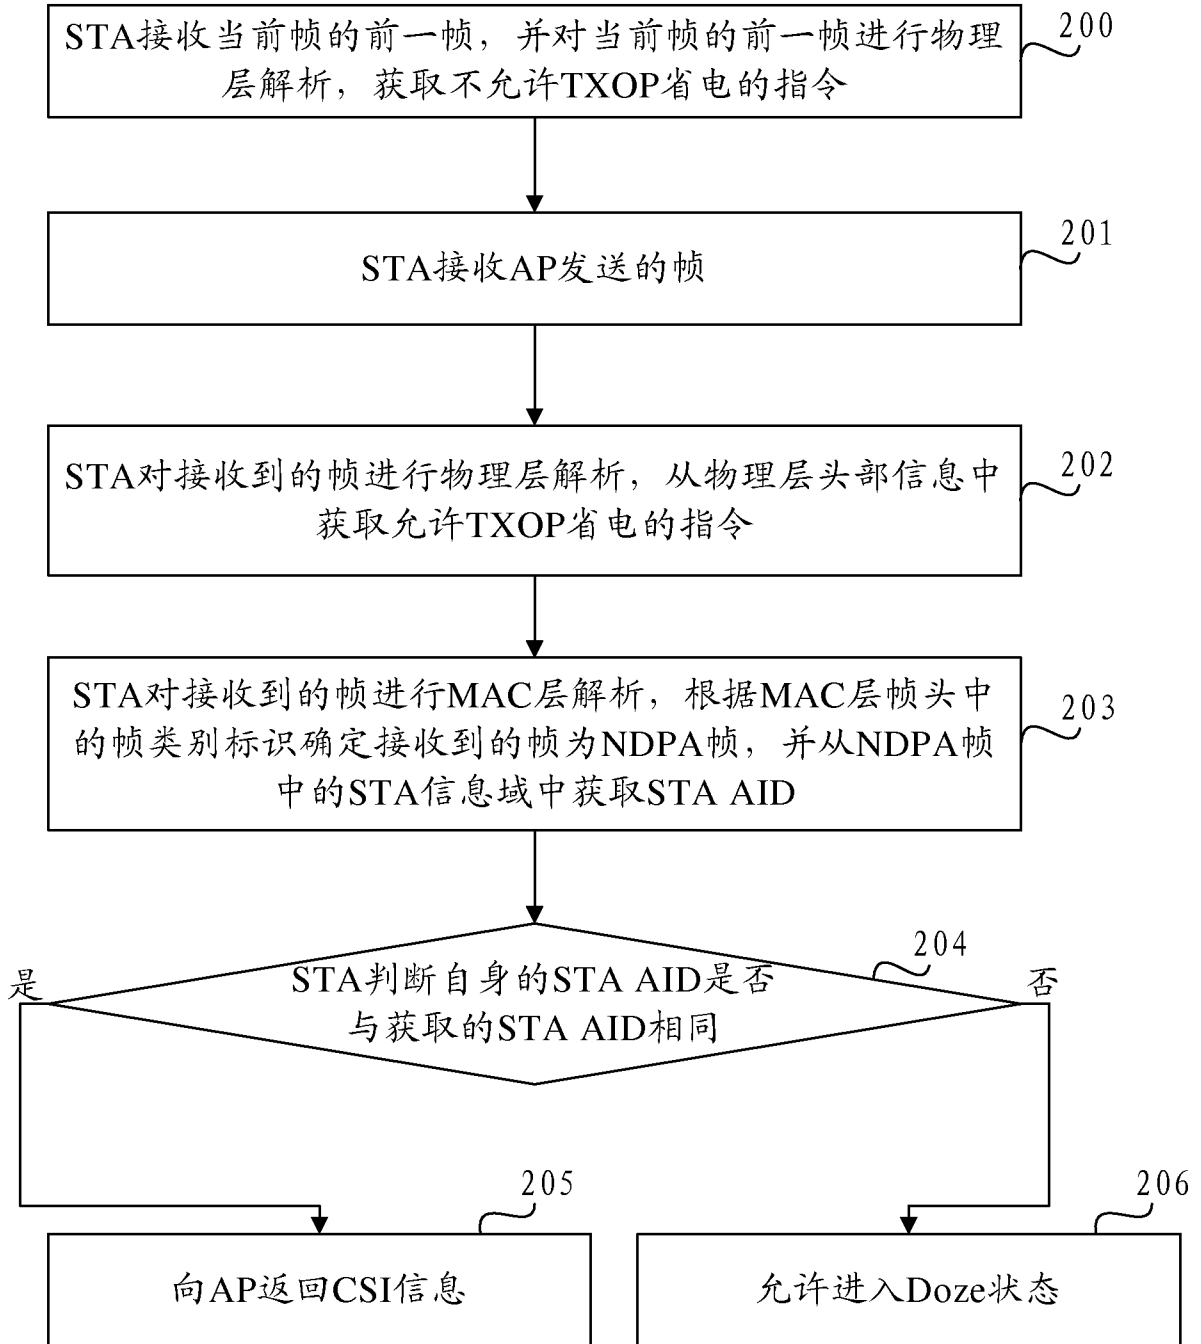 STA接收当前帧的前一帧，并对当前帧的前一帧进行物理
层解析，获取不允许TXOP省电的指令
200
STA接收AP发送的帧
201
STA对接收到的帧进行物理层解析，从物理层头部信息中
获取允许TXOP省电的指令
202
STA对接收到的帧进行MAC层解析，根据MAC层帧头中
的帧类别标识确定接收到的帧为NDPA帧，并从NDPA帧
中的STA信息域中获取STA AID
203
204
是
STA判断自身的STA AID是否
与获取的STA AID相同
否
205
206
向AP返回CSI信息
允许进入Doze状态